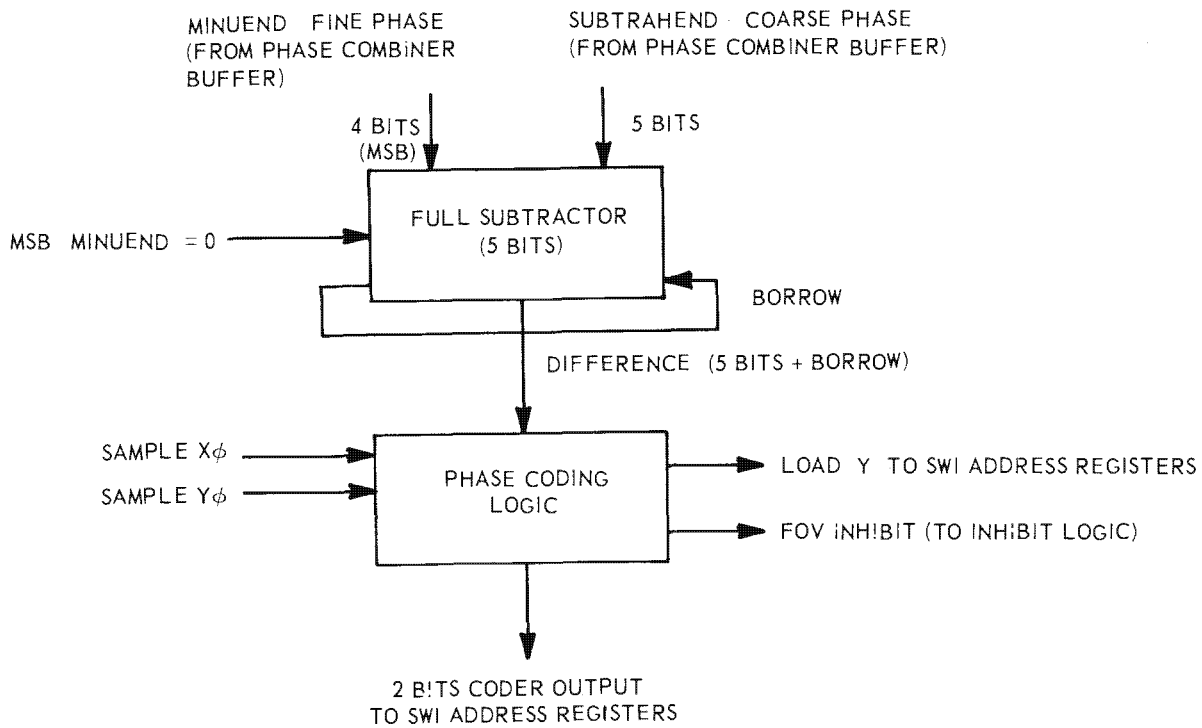 MINUEND FINE PHASE
(FROM PHASE COMBINER
BUFFER)
SUBTRAHEND COARSE PHASE
(FROM PHASE COMBINER BUFFER)
4 BITS
(MSB)
5 BITS
FULL SUBTRACTOR
(5 BITS)
MSB MINUEND = 0
BORROW
DIFFERENCE (5 BITS + BORROW)
SAMPLE Xϕ
SAMPLE Yϕ
PHASE CODING
LOGIC
LOAD Y TO SWI ADDRESS REGISTERS
FOV INHIBIT (TO INHIBIT LOGIC)
2 BITS CODER OUTPUT
TO SWI ADDRESS REGISTERS